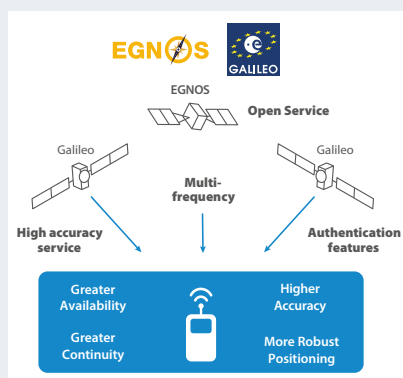 EGNOS
GALILEO
EGNOS
Open Service
Galileo
Galileo
Multi-
frequency
High accuracy
service
Authentication
features
Greater
Availability
Higher
Accuracy
Greater
Continuity
More Robust
Positioning